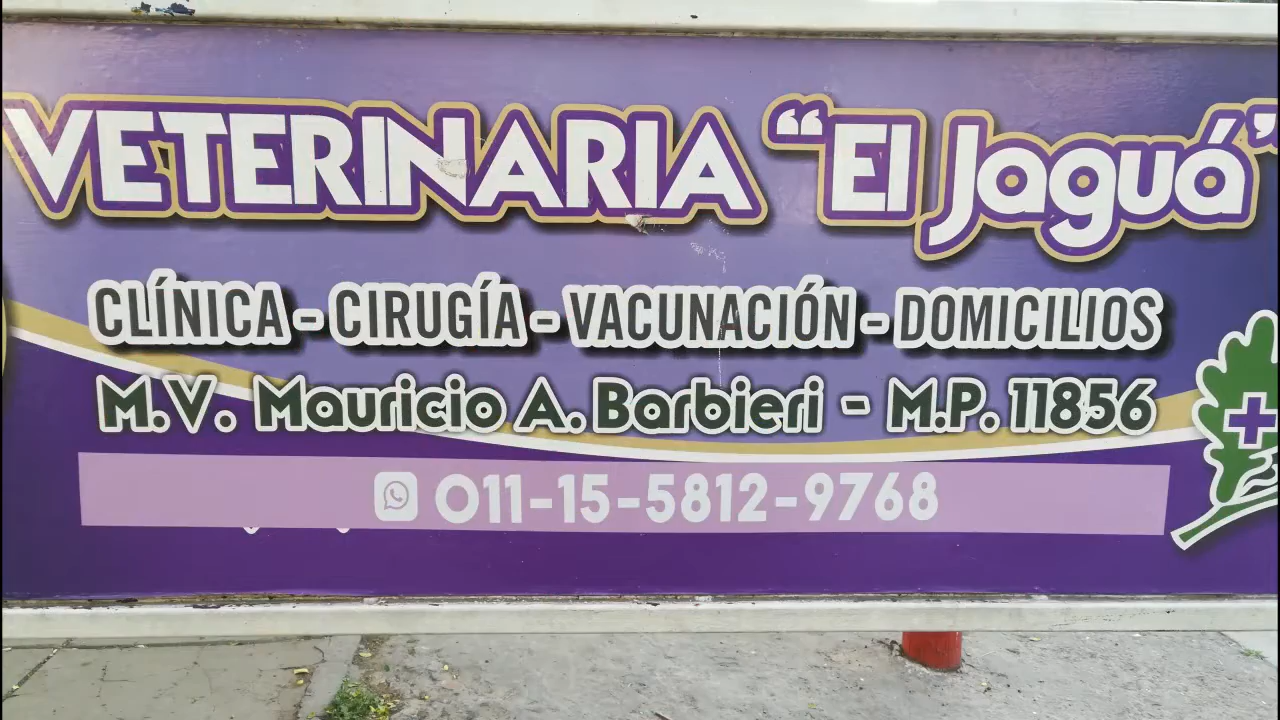 VETERINARIA "El Jaguá"
CLÍNICA - CIRUGÍA - VACUNACIÓN - DOMICILIOS
M.V. Mauricio A. Barbieri - M.P. 11856
011-15-5812-9768